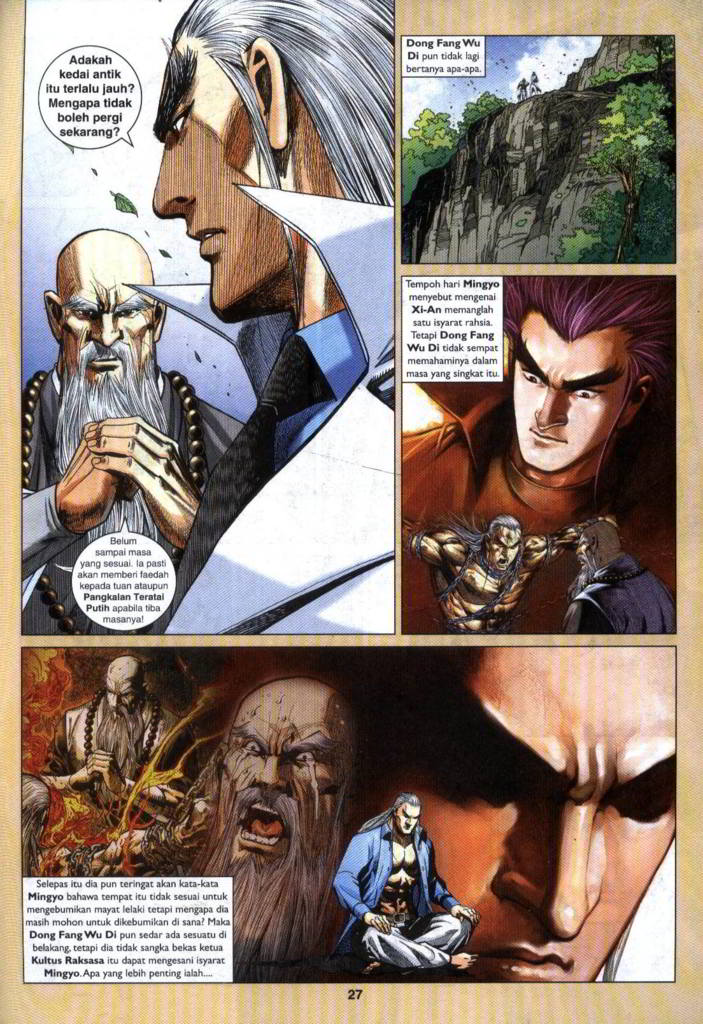 Adakah
kedai antik
itu terlalu jauh?
Mengapa tidak
boleh pergi
sekarang?
Belum
sampai masa
yang sesuai. Ia pasti
akan memberi faedah
kepada tuan ataupun
Pangkalan Teratai
Putih apabila tiba
masanya!
Dong Fang Wu
Di pun tidak lagi
bertanya apa-apa.
Tempoh hari Mingyo
menyebut mengenai
Xi-An memanglah
satu isyarat rahsia.
Tetapi Dong Fang
Wu Di tidak sempat
memahaminya dalam
masa yang singkat itu.
Selepas itu dia pun teringat akan kata-kata
Mingyo bahawa tempat itu tidak sesuai untuk
mengebumikan mayat lelaki tetapi mengapa dia
masih mohon untuk dikebumikan di sana? Maka
Dong Fang Wu Di pun sedar ada sesuatu di
belakang, tetapi dia tidak sangka bekas ketua
Kultus Raksasa itu dapat mengesani isyarat
Mingyo. Apa yang lebih penting ialah....
27